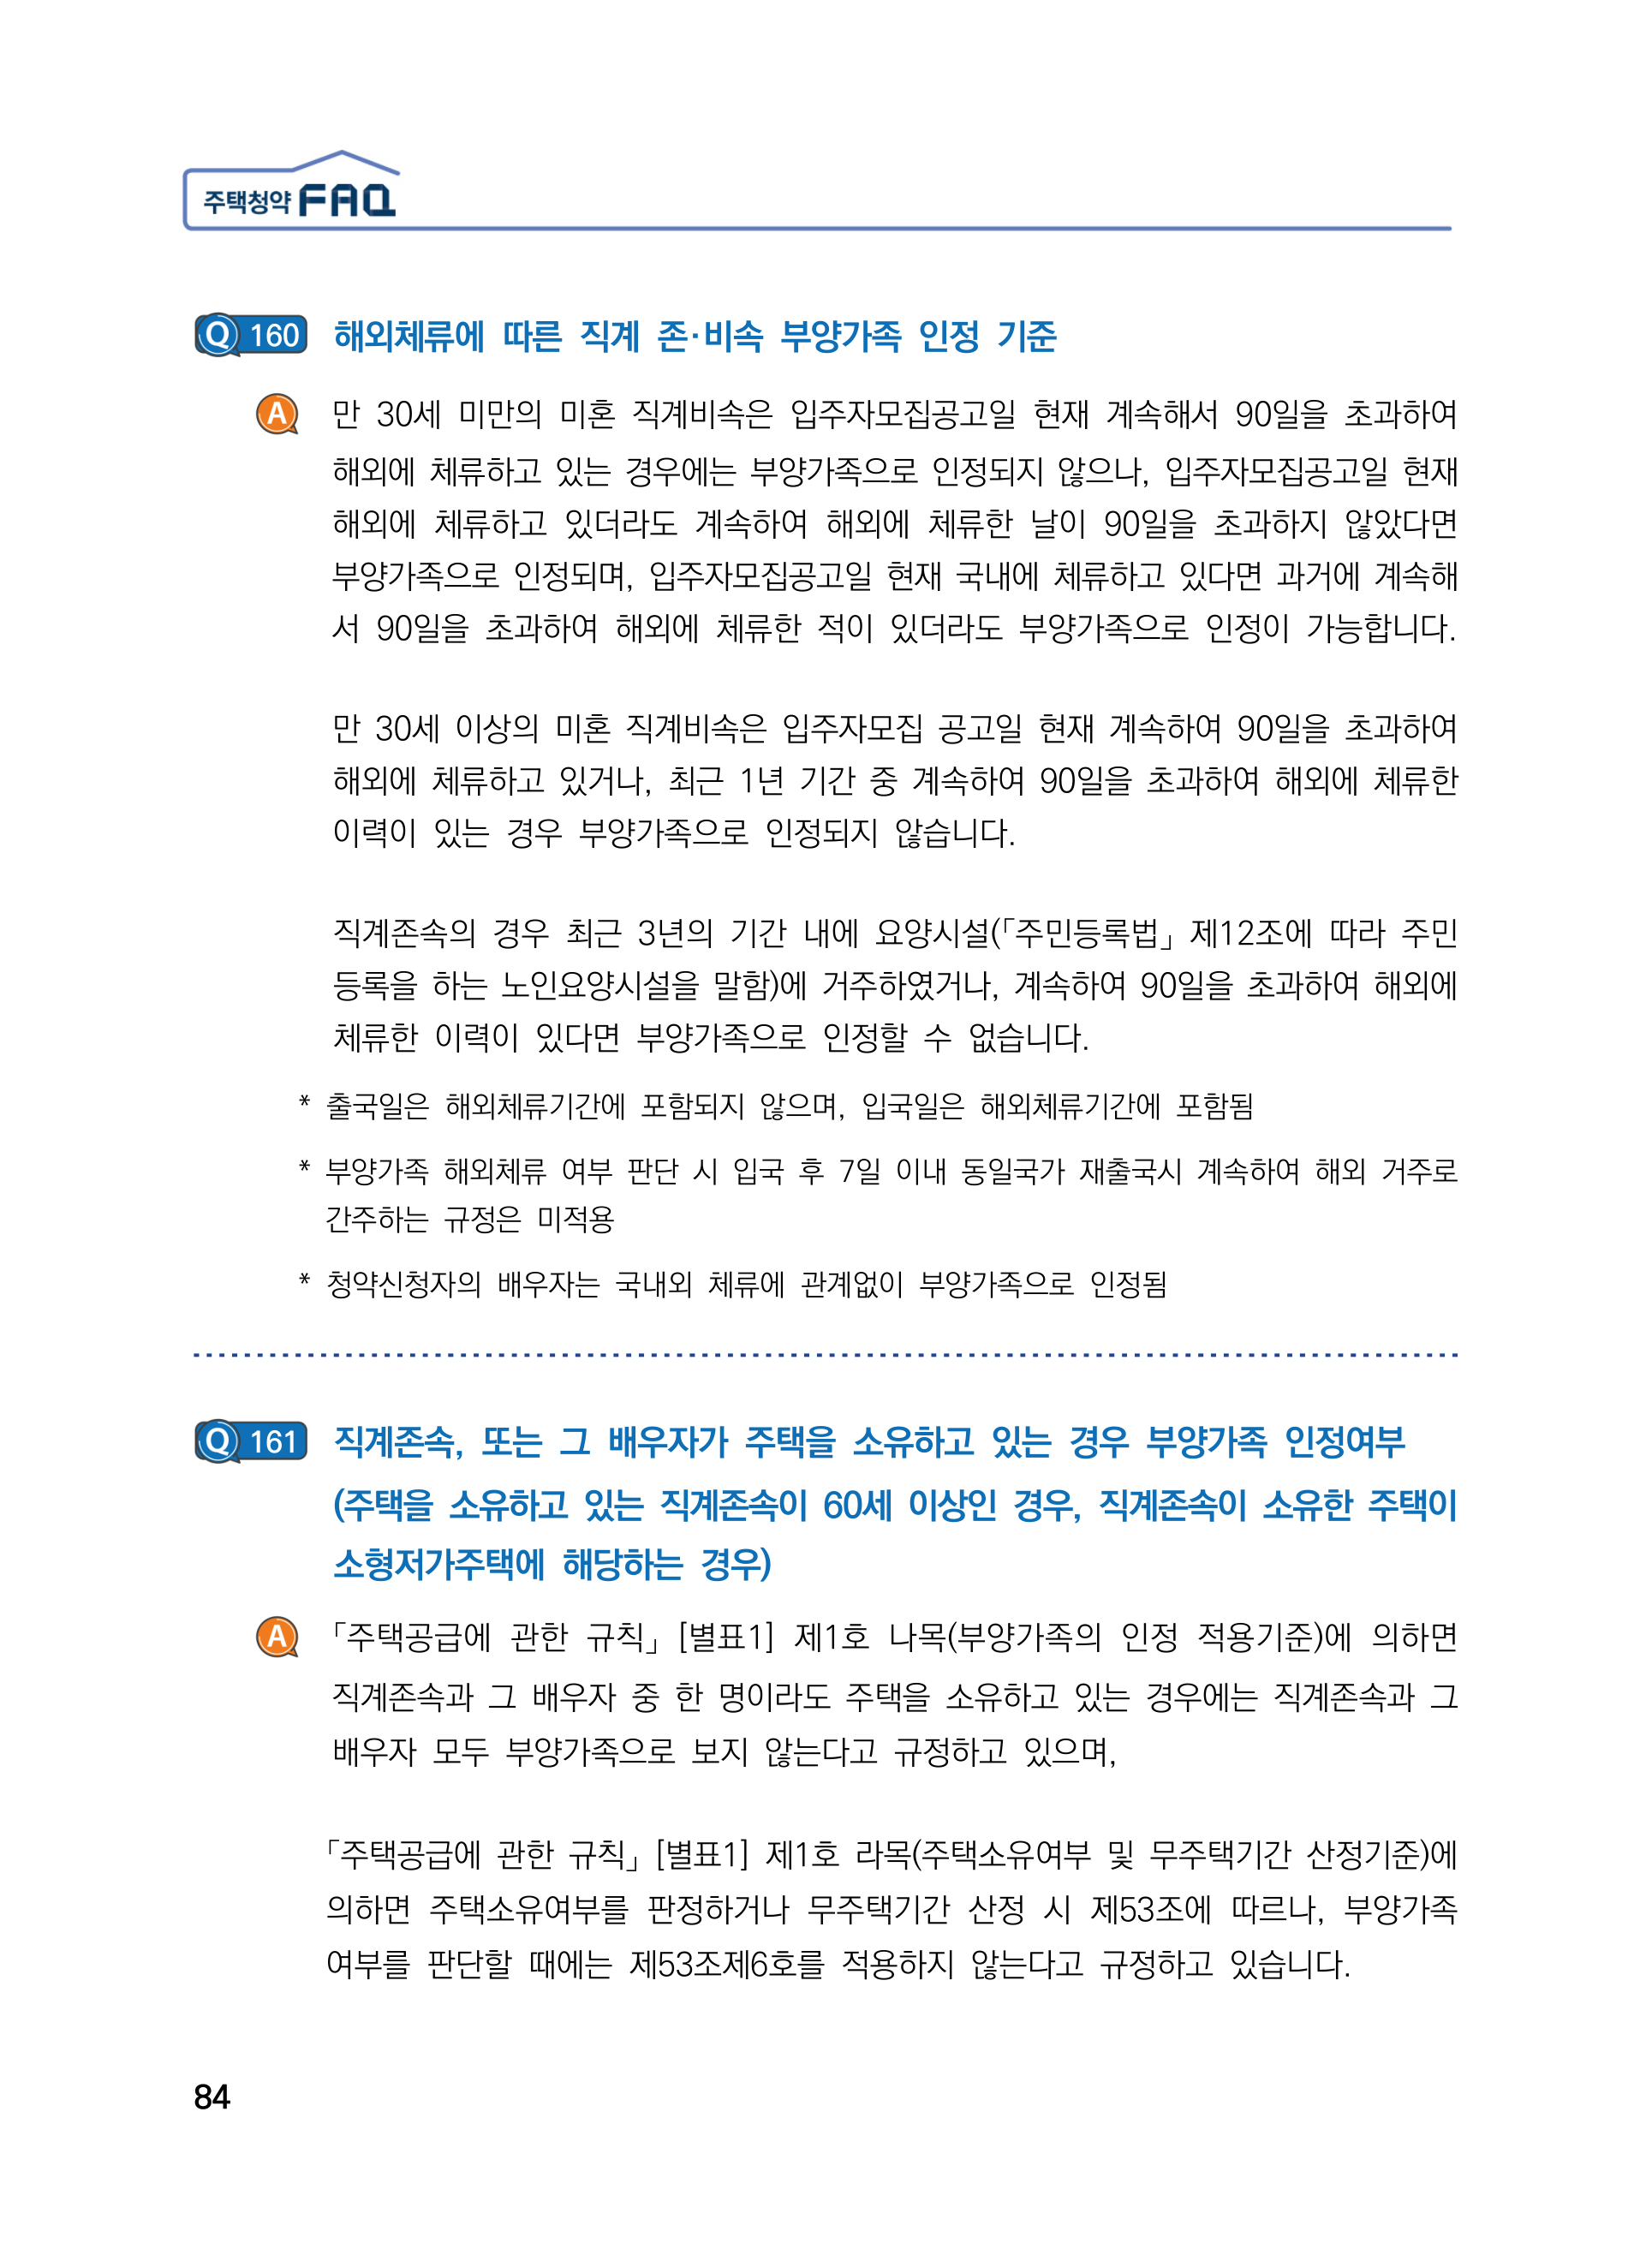 주택청약 FAQ
Q 160 해외체류에 따른 직계 존·비속 부양가족 인정 기준
A 만 30세 미만의 미혼 직계비속은 입주자모집공고일 현재 계속해서 90일을 초과하여
해외에 체류하고 있는 경우에는 부양가족으로 인정되지 않으나, 입주자모집공고일 현재
해외에 체류하고 있더라도 계속하여 해외에 체류한 날이 90일을 초과하지 않았다면
부양가족으로 인정되며, 입주자모집공고일 현재 국내에 체류하고 있다면 과거에 계속해
서 90일을 초과하여 해외에 체류한 적이 있더라도 부양가족으로 인정이 가능합니다.
만 30세 이상의 미혼 직계비속은 입주자모집 공고일 현재 계속하여 90일을 초과하여
해외에 체류하고 있거나, 최근 1년 기간 중 계속하여 90일을 초과하여 해외에 체류한
이력이 있는 경우 부양가족으로 인정되지 않습니다.
직계존속의 경우 최근 3년의 기간 내에 요양시설(「주민등록법」 제12조에 따라 주민
등록을 하는 노인요양시설을 말함)에 거주하였거나, 계속하여 90일을 초과하여 해외에
체류한 이력이 있다면 부양가족으로 인정할 수 없습니다.
* 출국일은 해외체류기간에 포함되지 않으며, 입국일은 해외체류기간에 포함됨
* 부양가족 해외체류 여부 판단 시 입국 후 7일 이내 동일국가 재출국시 계속하여 해외 거주로
간주하는 규정은 미적용
* 청약신청자의 배우자는 국내외 체류에 관계없이 부양가족으로 인정됨
Q 161 직계존속, 또는 그 배우자가 주택을 소유하고 있는 경우 부양가족 인정여부
(주택을 소유하고 있는 직계존속이 60세 이상인 경우, 직계존속이 소유한 주택이
소형저가주택에 해당하는 경우)
A 「주택공급에 관한 규칙」 [별표1] 제1호 나목(부양가족의 인정 적용기준)에 의하면
직계존속과 그 배우자 중 한 명이라도 주택을 소유하고 있는 경우에는 직계존속과 그
배우자 모두 부양가족으로 보지 않는다고 규정하고 있으며,
「주택공급에 관한 규칙」 [별표1] 제1호 라목(주택소유여부 및 무주택기간 산정기준)에
의하면 주택소유여부를 판정하거나 무주택기간 산정 시 제53조에 따르나, 부양가족
여부를 판단할 때에는 제53조제6호를 적용하지 않는다고 규정하고 있습니다.
84